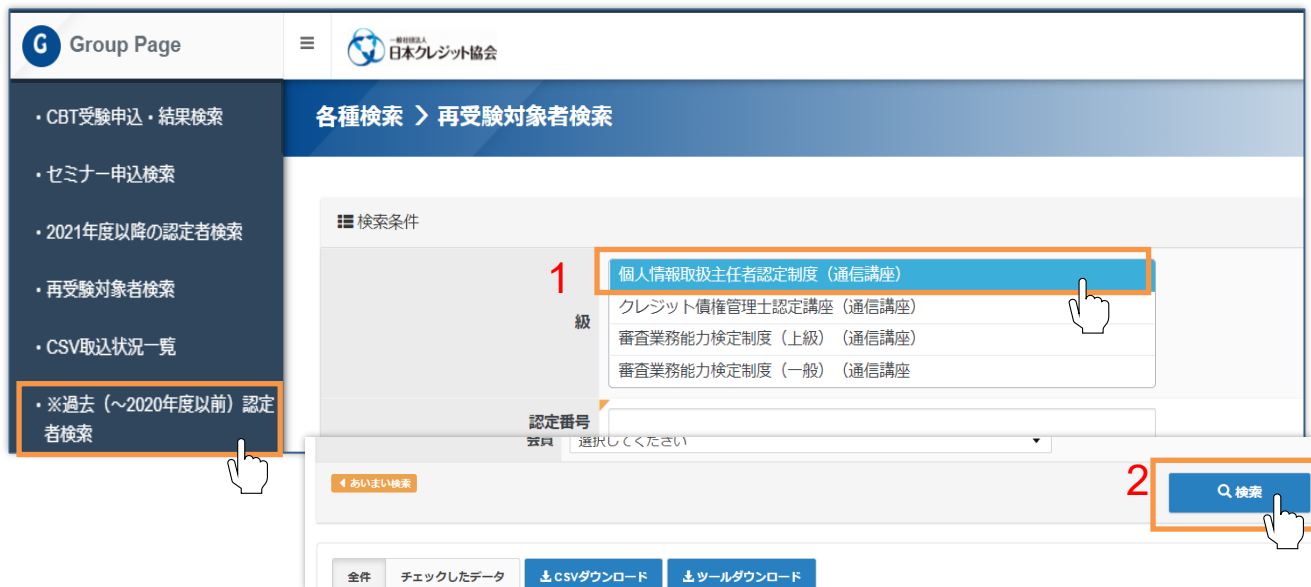 G Group Page
一般社団法人
日本クレジット協会
・CBT受験申込・結果検索
・セミナー申込検索
・2021年度以降の認定者検索
・再受験対象者検索
・CSV取込状況一覧
・※過去（～2020年度以前）認定
者検索
各種検索 > 再受験対象者検索
検索条件
1
級
個人情報取扱主任者認定制度（通信講座）
クレジット債権管理士認定講座（通信講座）
審査業務能力検定制度（上級）（通信講座）
審査業務能力検定制度（一般）（通信講座
認定番号
会員 選択してください
あいまい検索
2
検索
全件 チェックしたデータ CSVダウンロード ツールダウンロード